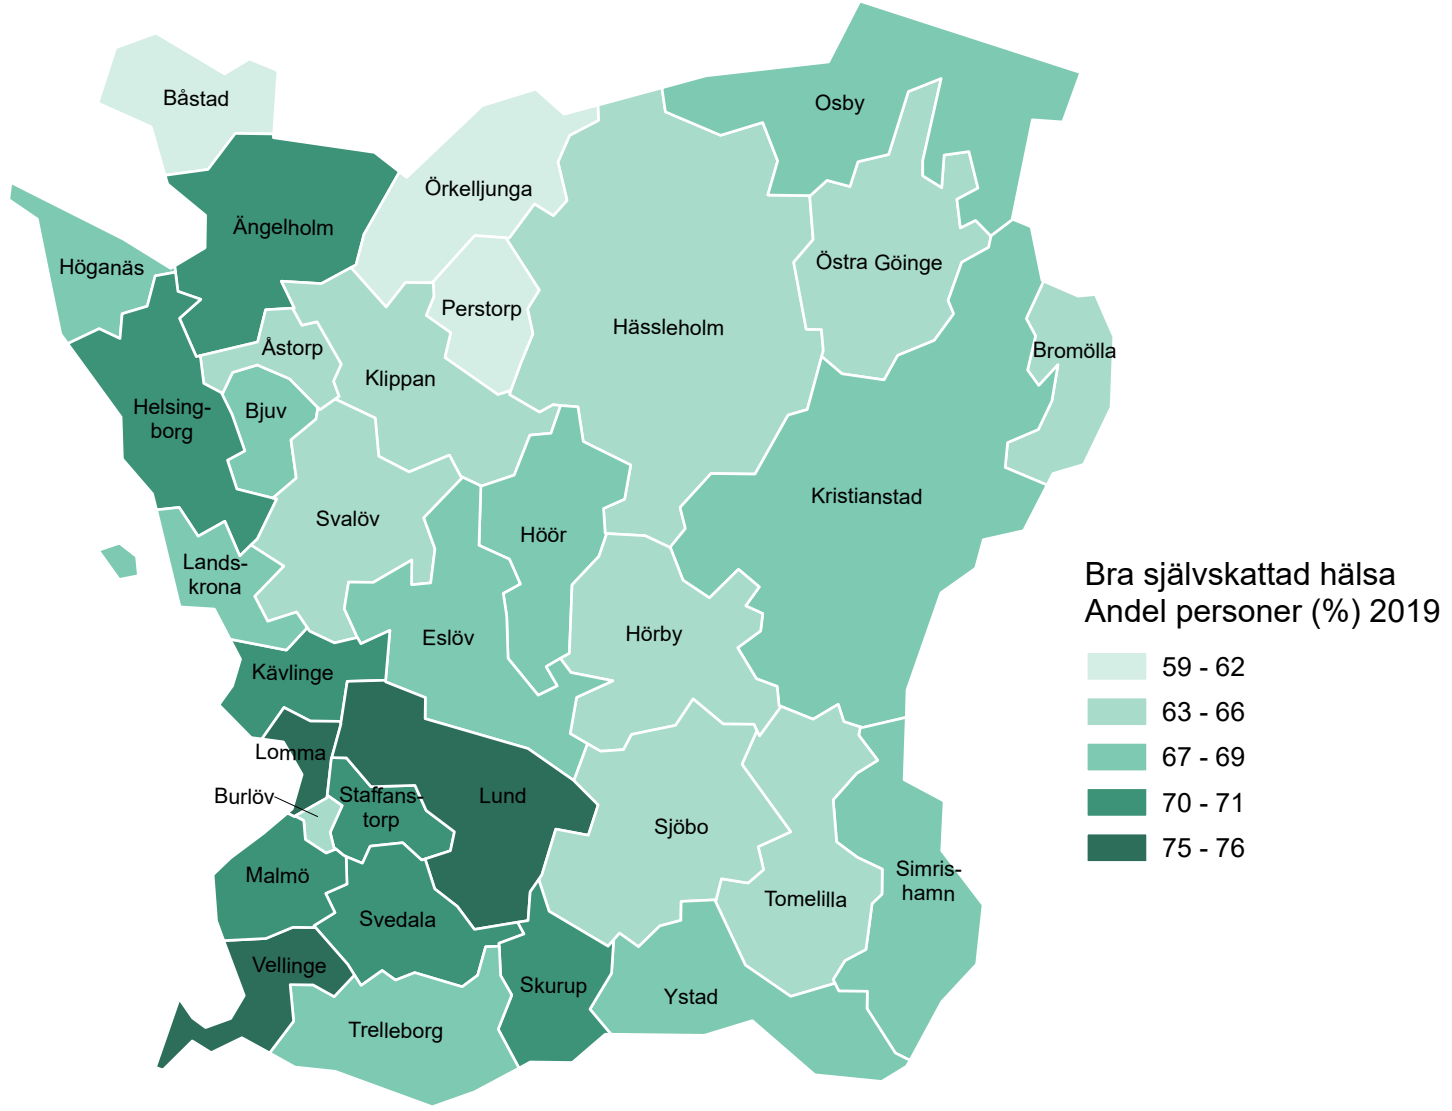 Båstad
Osby
Örkelljunga
Ängelholm
Höganäs
Östra Göinge
Perstorp
Hässleholm
Åstorp
Bromölla
Klippan
Helsing-
borg
Bjuv
Kristianstad
Svalöv
Höör
Lands-
krona
Hörby
Eslöv
Kävlinge
Lomma
Burlöv
Staffans-
torp
Lund
Sjöbo
Malmö
Simris-
hamn
Tomelilla
Svedala
Vellinge
Skurup
Ystad
Trelleborg
Bra självskattad hälsa
Andel personer (%) 2019
59 - 62
63 - 66
67 - 69
70 - 71
75 - 76